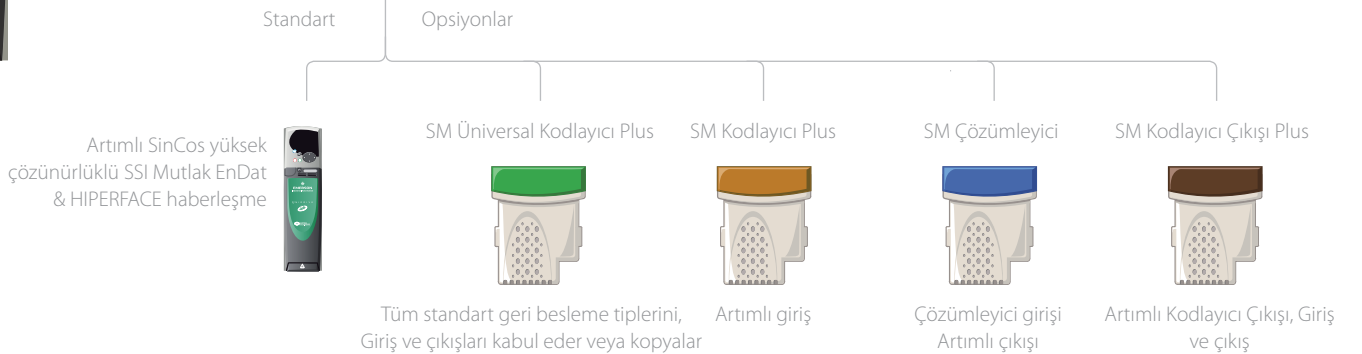 Standart
Opsiyonlar
Artımlı SinCos yüksek
çözünürlüklü SSI Mutlak EnDat
& HIPERFACE haberleşme
SM Üniversal Kodlayıcı Plus
SM Kodlayıcı Plus
SM Çözümleyici
SM Kodlayıcı Çıkışı Plus
Tüm standart geri besleme tiplerini,
Giriş ve çıkışları kabul eder veya kopyalar
Artımlı giriş
Çözümleyici girişi
Artımlı çıkışı
Artımlı Kodlayıcı Çıkışı, Giriş
ve çıkış